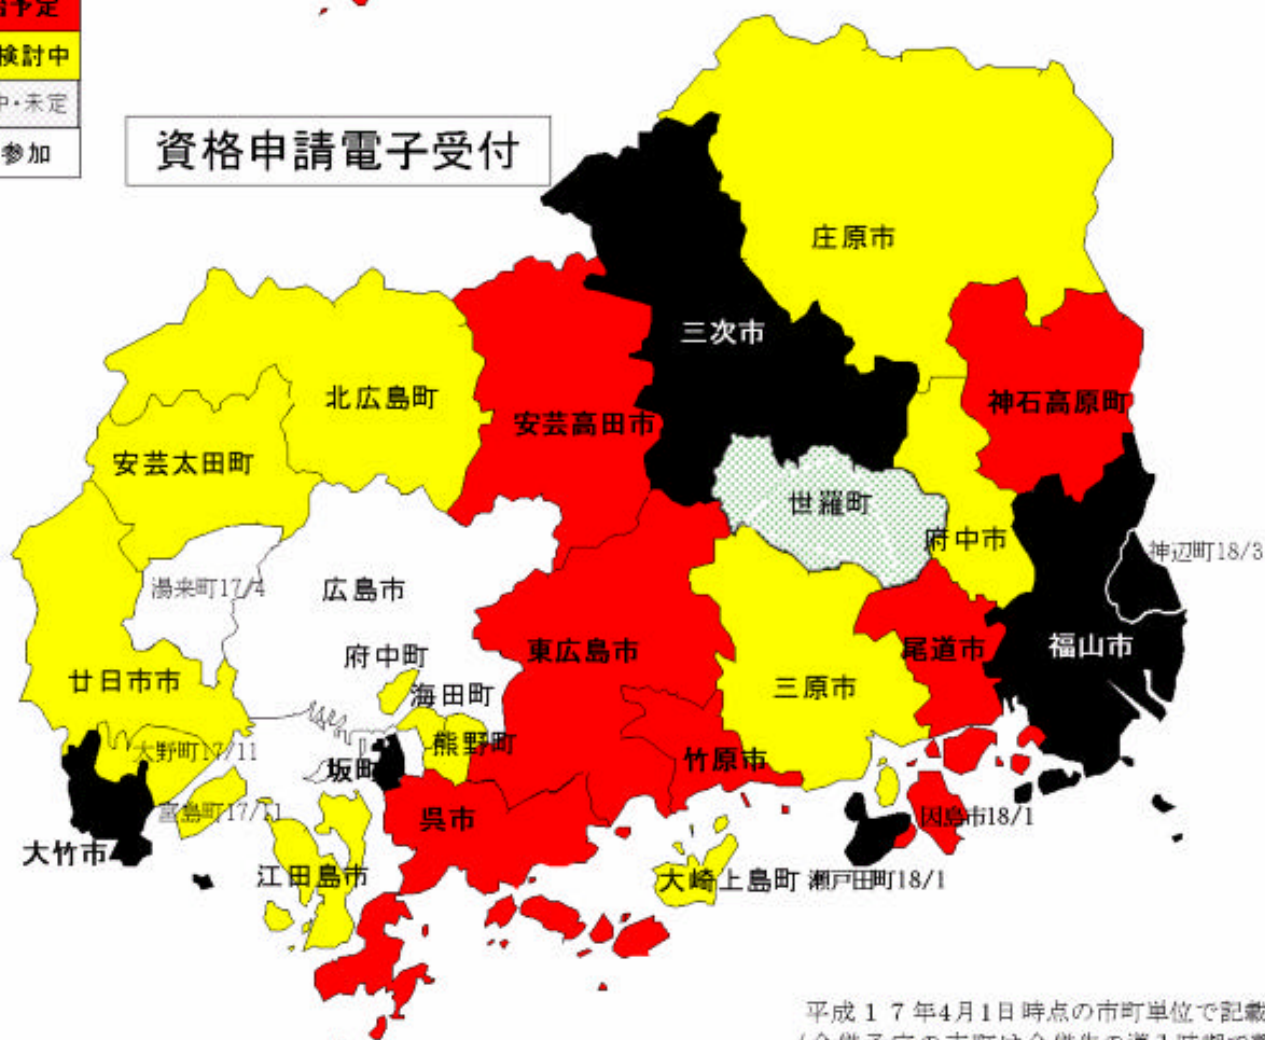 予定
検討中
中・未定
参加
資格申請電子受付
庄原市
三次市
北広島町
神石高原町
安芸高田市
安芸太田町
世羅町
府中市
神辺町18/3
湯来町17/4
広島市
東広島市
尾道市
福山市
府中町
廿日市市
海田町
三原市
熊野町
大野町17/11
坂町
竹原市
宮島町17/11
呉市
因島市18/1
大竹市
江田島市
大崎上島町
瀬戸田町18/1
平成17年4月1日時点の市町単位で記載